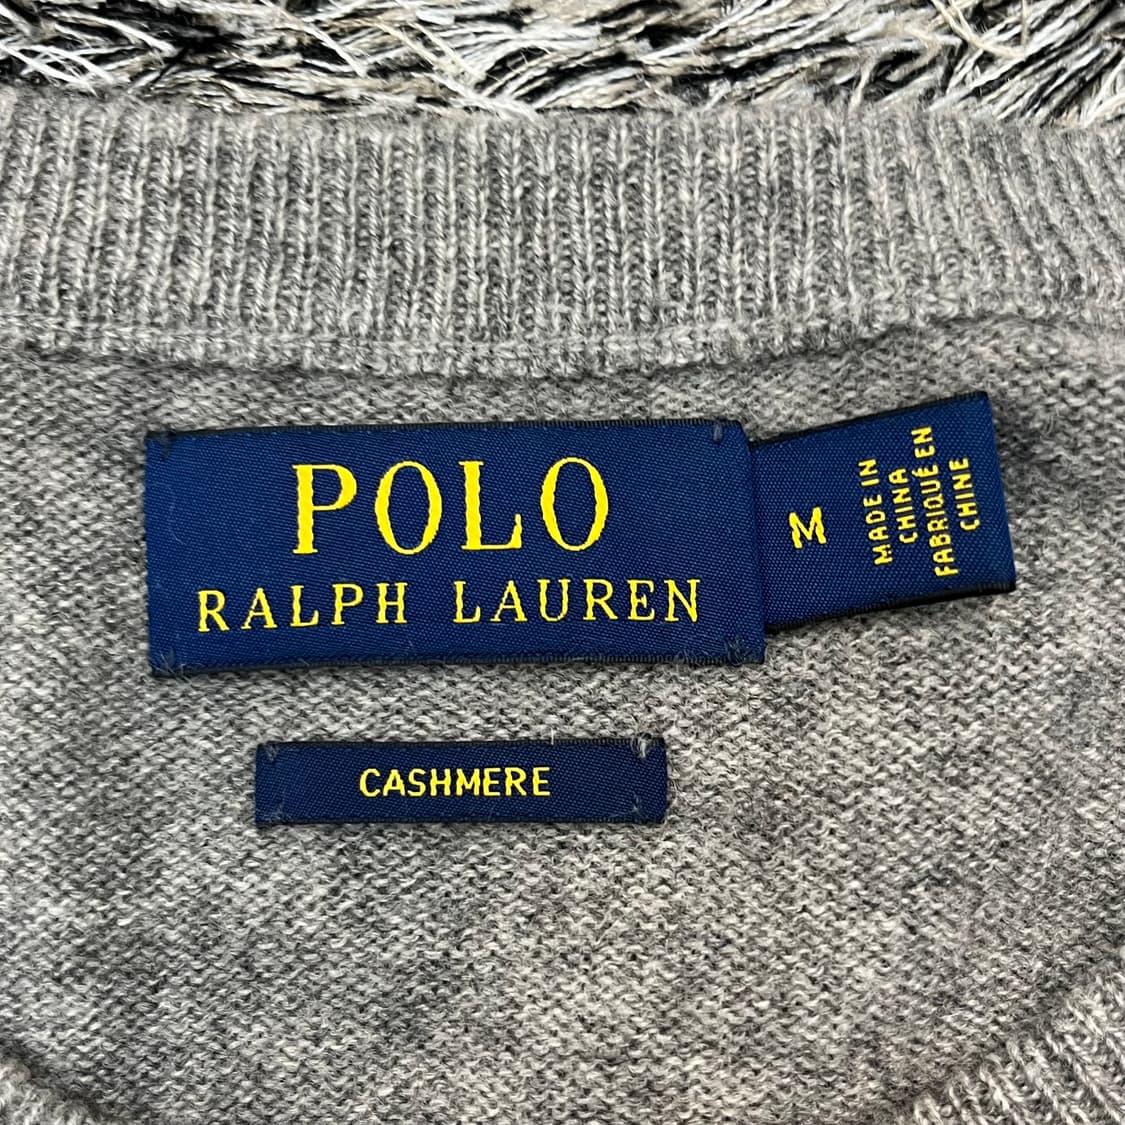 POLO
RALPH LAUREN
M
MADE IN
CHINA
FABRIQUÉ EN
CHINE
CASHMERE